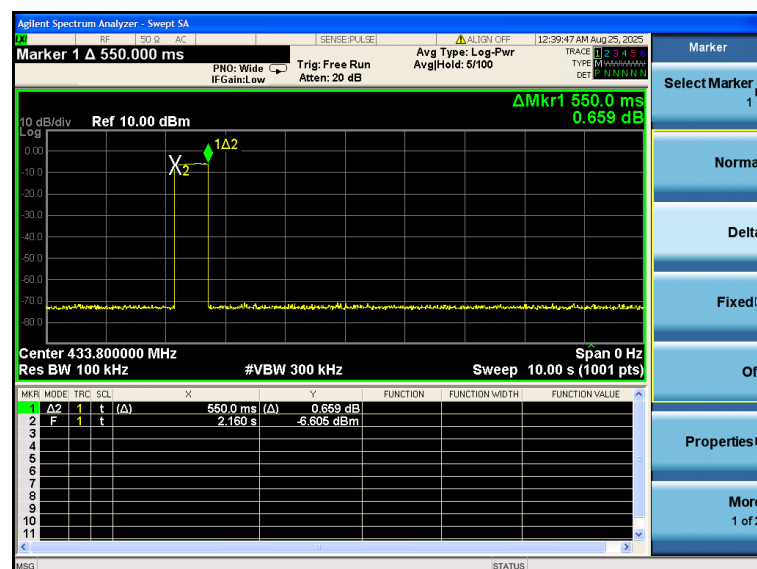 Agilent Spectrum Analyzer - Swept SA
RF 50 Ω AC SENSE:PULSE ALIGN OFF 12:39:47 AM Aug 25, 2025
Marker 1 Δ 550.000 ms
PNO: Wide
IFGain:Low
Trig: Free Run
Atten: 20 dB
Avg Type: Log-Pwr
Avg|Hold: 5/100
TRACE 1 2 3 4 5 6
TYPE M
DET P N N N N N
ΔMkr1 550.0 ms
0.659 dB
10 dB/div Ref 10.00 dBm
Log
0.00
-10.0
-20.0
-30.0
-40.0
-50.0
-60.0
-70.0
-80.0
1Δ2
2
Center 433.800000 MHz Span 0 Hz
Res BW 100 kHz #VBW 300 kHz Sweep 10.00 s (1001 pts)
MKR MODE TRC SCL X Y FUNCTION FUNCTION WIDTH FUNCTION VALUE
1 Δ2 1 t (Δ) 550.0 ms (Δ) 0.659 dB
2 F 1 t 2.160 s -6.605 dBm
3
4
5
6
7
8
9
10
11
MSG STATUS
Marker
Select Marker
1
Norma
Delta
Fixed
Of
Properties
More
1 of 2